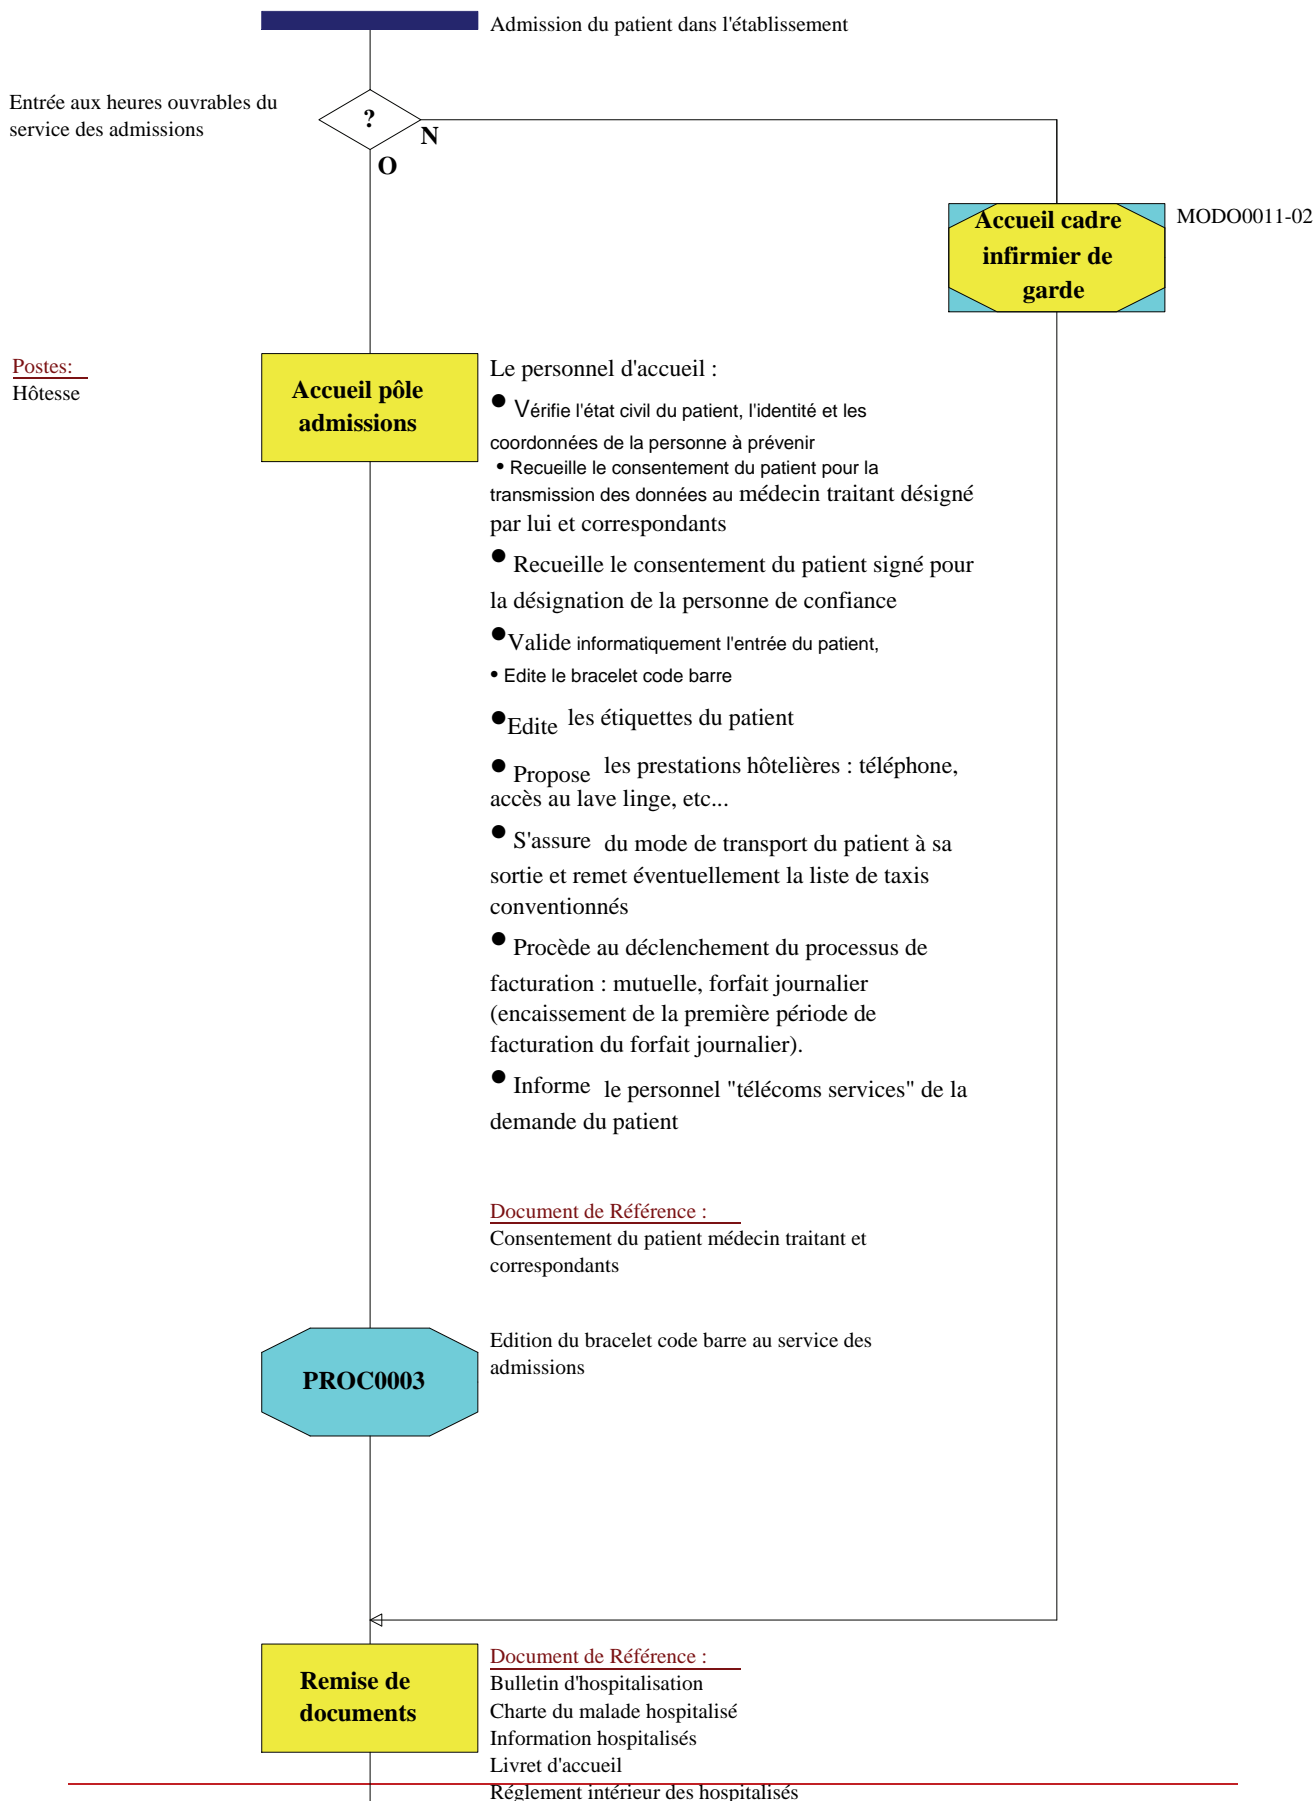 Admission du patient dans l'établissement
Entrée aux heures ouvrables du
service des admissions
?
N
O
Accueil cadre
infirmier de
garde
MODO0011-02
Postes:
Hôtesse
Accueil pôle
admissions
Le personnel d'accueil :
● Vérifie l'état civil du patient, l'identité et les
coordonnées de la personne à prévenir
• Recueille le consentement du patient pour la
transmission des données au médecin traitant désigné
par lui et correspondants
● Recueille le consentement du patient signé pour
la désignation de la personne de confiance
●Valide informatiquement l'entrée du patient,
• Edite le bracelet code barre
●Edite les étiquettes du patient
● Propose les prestations hôtelières : téléphone,
accès au lave linge, etc...
● S'assure du mode de transport du patient à sa
sortie et remet éventuellement la liste de taxis
conventionnés
● Procède au déclenchement du processus de
facturation : mutuelle, forfait journalier
(encaissement de la première période de
facturation du forfait journalier).
● Informe le personnel "télécoms services" de la
demande du patient
Document de Référence :
Consentement du patient médecin traitant et
correspondants
PROC0003
Edition du bracelet code barre au service des
admissions
Remise de
documents
Document de Référence :
Bulletin d'hospitalisation
Charte du malade hospitalisé
Information hospitalisés
Livret d'accueil
Réglement intérieur des hospitalisés